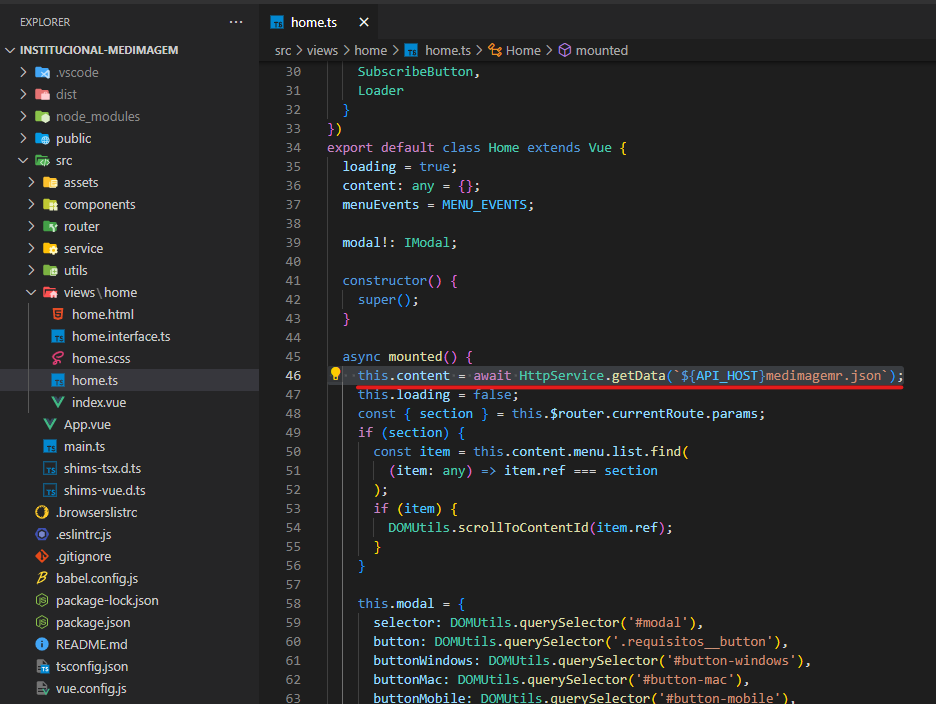 EXPLORER
INSTITUCIONAL-MEDIMAGEM
.vscode
dist
node_modules
public
src
assets
components
router
service
utils
views\home
home.html
home.interface.ts
home.scss
home.ts
index.vue
App.vue
main.ts
shims-tsx.d.ts
shims-vue.d.ts
.browserslistrc
.eslintrc.js
.gitignore
babel.config.js
package-lock.json
package.json
README.md
tsconfig.json
vue.config.js
home.ts
src > views > home > home.ts > Home > mounted
30 SubscribeButton,
31 Loader
32 }
33 })
34 export default class Home extends Vue {
35 loading = true;
36 content: any = {};
37 menuEvents = MENU_EVENTS;
38
39 modal!: IModal;
40
41 constructor() {
42 super();
43 }
44
45 async mounted() {
46 this.content = await HttpService.getData(`${API_HOST}medimagemr.json`);
47 this.loading = false;
48 const { section } = this.$router.currentRoute.params;
49 if (section) {
50 const item = this.content.menu.list.find(
51 (item: any) => item.ref === section
52 );
53 if (item) {
54 DOMUtils.scrollToContentId(item.ref);
55 }
56 }
57
58 this.modal = {
59 selector: DOMUtils.querySelector('#modal'),
60 button: DOMUtils.querySelector('.requisitos__button'),
61 buttonWindows: DOMUtils.querySelector('#button-windows'),
62 buttonMac: DOMUtils.querySelector('#button-mac'),
63 buttonMobile: DOMUtils.querySelector('#button-mobile'),